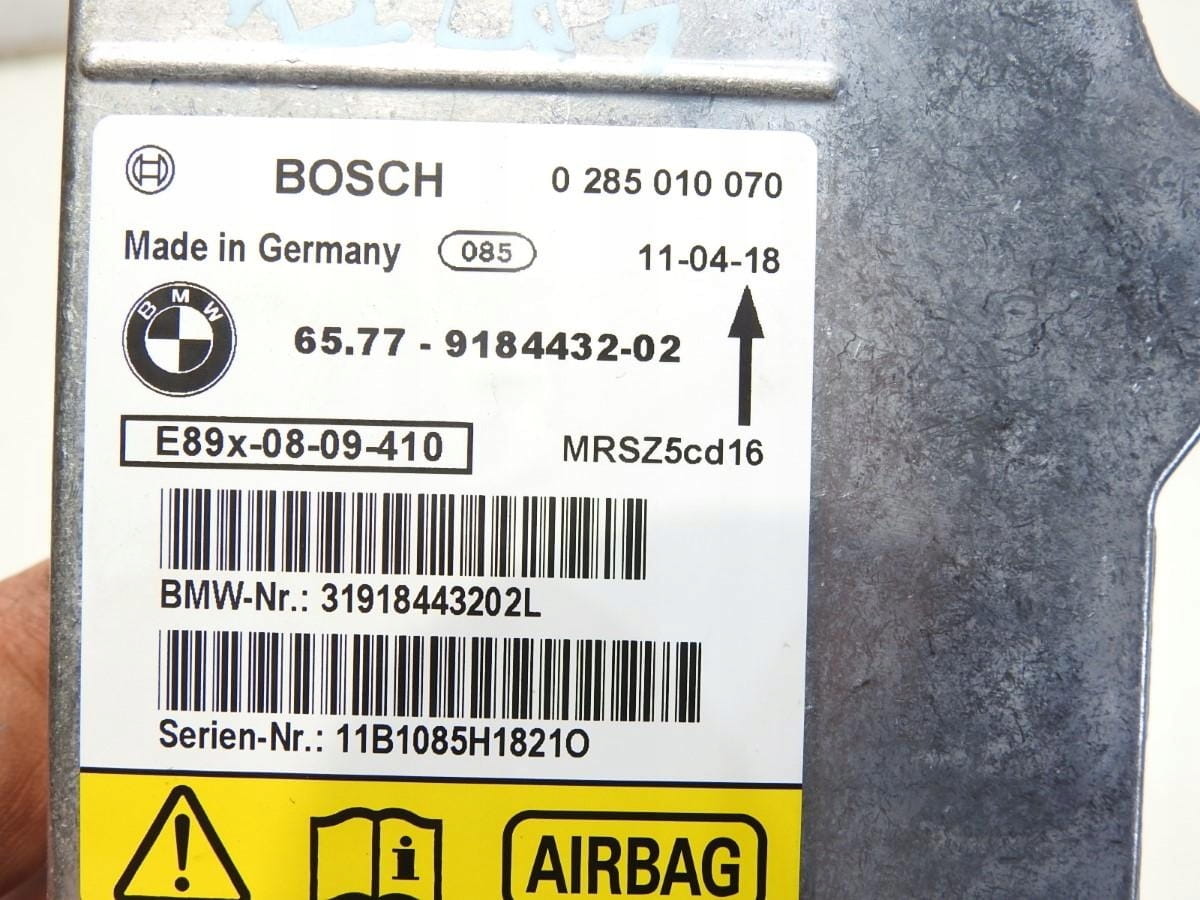 BOSCH 0 285 010 070
Made in Germany 085 11-04-18
BMW 65.77 - 9184432-02
E89x-08-09-410 MRSZ5cd16
BMW-Nr.: 31918443202L
Serien-Nr.: 11B1085H1821O
! i AIRBAG